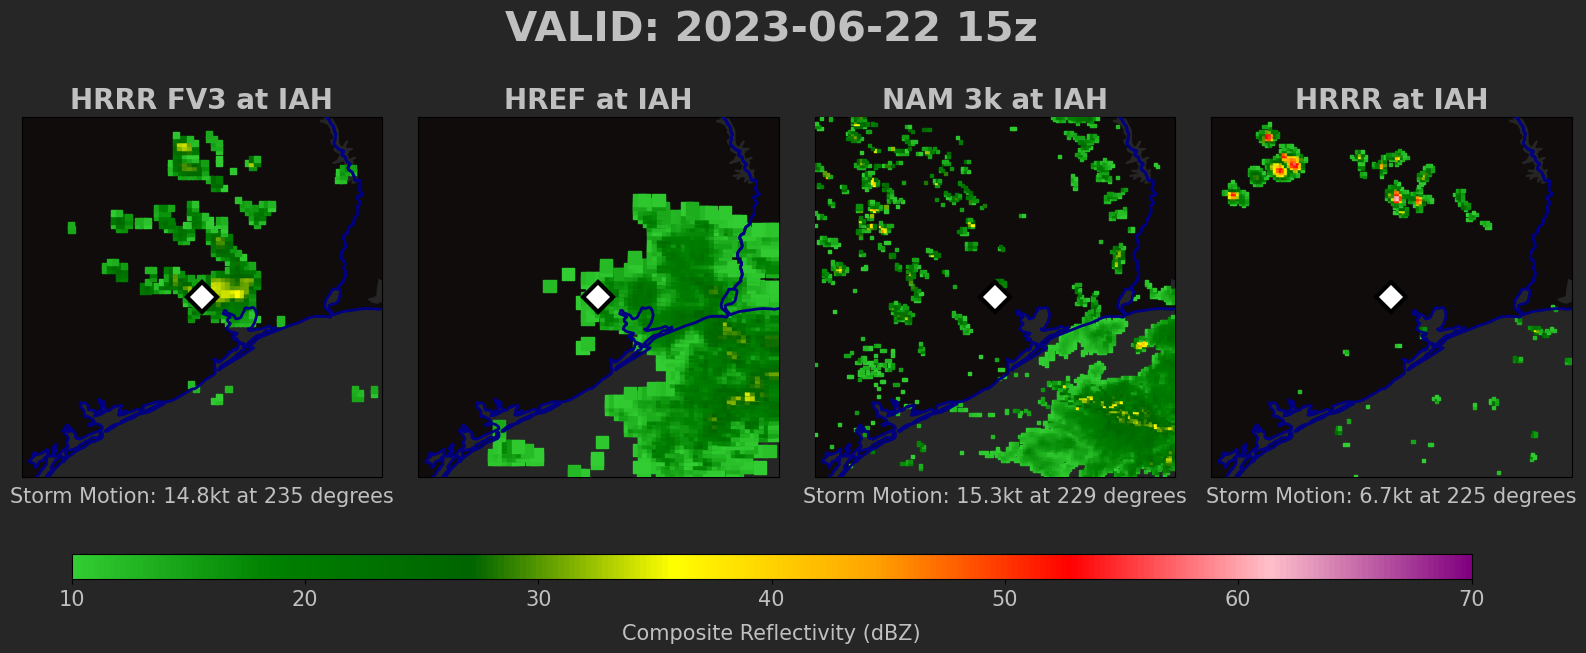 VALID: 2023-06-22 15z
HRRR FV3 at IAH
HREF at IAH
NAM 3k at IAH
HRRR at IAH
Storm Motion: 14.8kt at 235 degrees
Storm Motion: 15.3kt at 229 degrees
Storm Motion: 6.7kt at 225 degrees
10 20 30 40 50 60 70
Composite Reflectivity (dBZ)